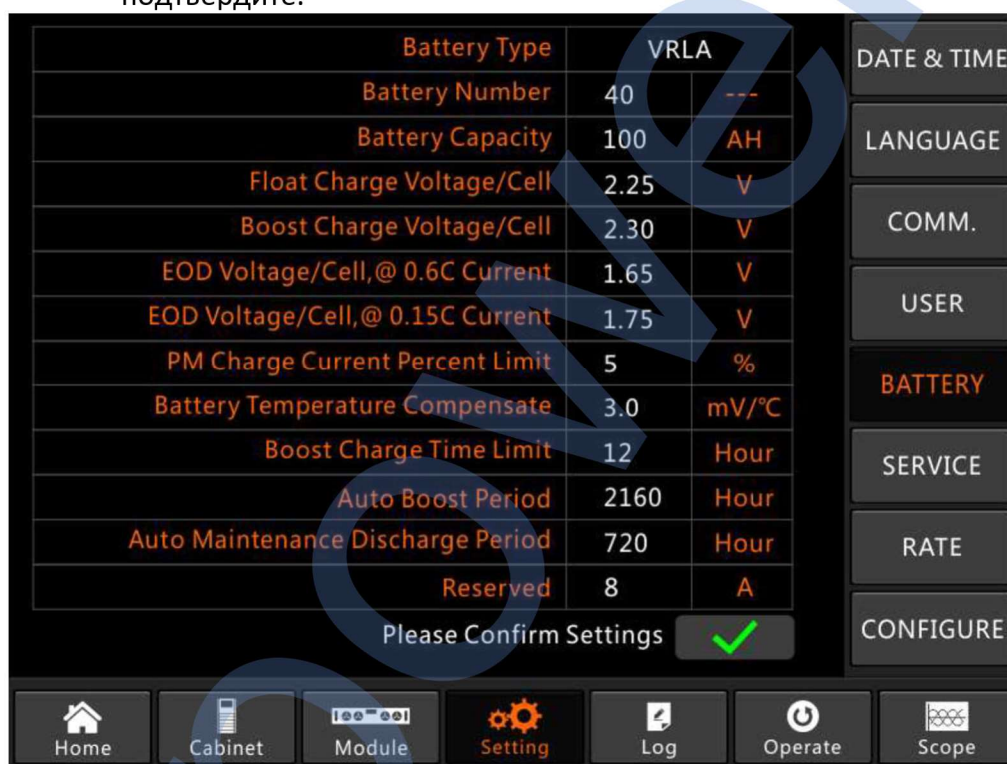 подтвердите.
Battery Type VRLA
Battery Number 40 ---
Battery Capacity 100 AH
Float Charge Voltage/Cell 2.25 V
Boost Charge Voltage/Cell 2.30 V
EOD Voltage/Cell,@ 0.6C Current 1.65 V
EOD Voltage/Cell,@ 0.15C Current 1.75 V
PM Charge Current Percent Limit 5 %
Battery Temperature Compensate 3.0 mV/°C
Boost Charge Time Limit 12 Hour
Auto Boost Period 2160 Hour
Auto Maintenance Discharge Period 720 Hour
Reserved 8 A
Please Confirm Settings
DATE & TIME
LANGUAGE
COMM.
USER
BATTERY
SERVICE
RATE
CONFIGURE
Home Cabinet Module Setting Log Operate Scope